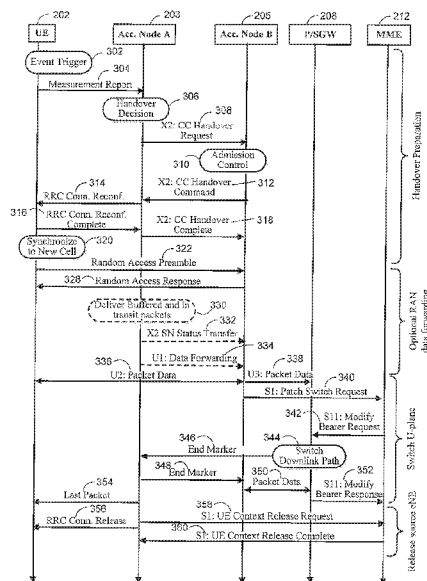 202
203
205
208
212
UE
Acc. Node A
Acc. Node B
P/SGW
MME
Event Trigger
302
304
Measurement Report
306
Handover
Decision
308
X2: CC Handover
Request
310
Admission
Control
314
X2: CC Handover
Command
312
RRC Conn. Reconf.
316
RRC Conn. Reconf.
Complete
X2: CC Handover
Complete
318
Synchronize
to New Cell
320
322
Random Access Preamble
326
Random Access Response
Deliver Buffered and In
transit packets
330
332
X2 SN Status Transfer
334
U1: Data Forwarding
336
U2: Packet Data
338
U3: Packet Data
340
S1: Patch Switch Request
342
S11: Modify
Bearer Request
346
End Marker
344
Switch
Downlink Path
348
End Marker
350
Packet Data
352
S11: Modify
Bearer Response
354
Last Packet
356
RRC Conn. Release
358
S1: UE Context Release Request
360
S1: UE Context Release Complete
Handover Preparation
Optional RAN
data forwarding
Switch U-plane
Release source eNB